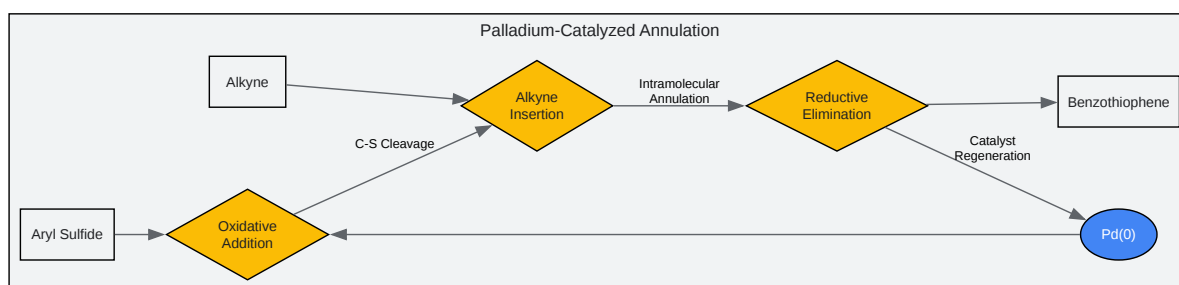 Palladium-Catalyzed Annulation
Alkyne
Alkyne
Insertion
Intramolecular
Annulation
Reductive
Elimination
Benzothiophene
C-S Cleavage
Catalyst
Regeneration
Aryl Sulfide
Oxidative
Addition
Pd(0)